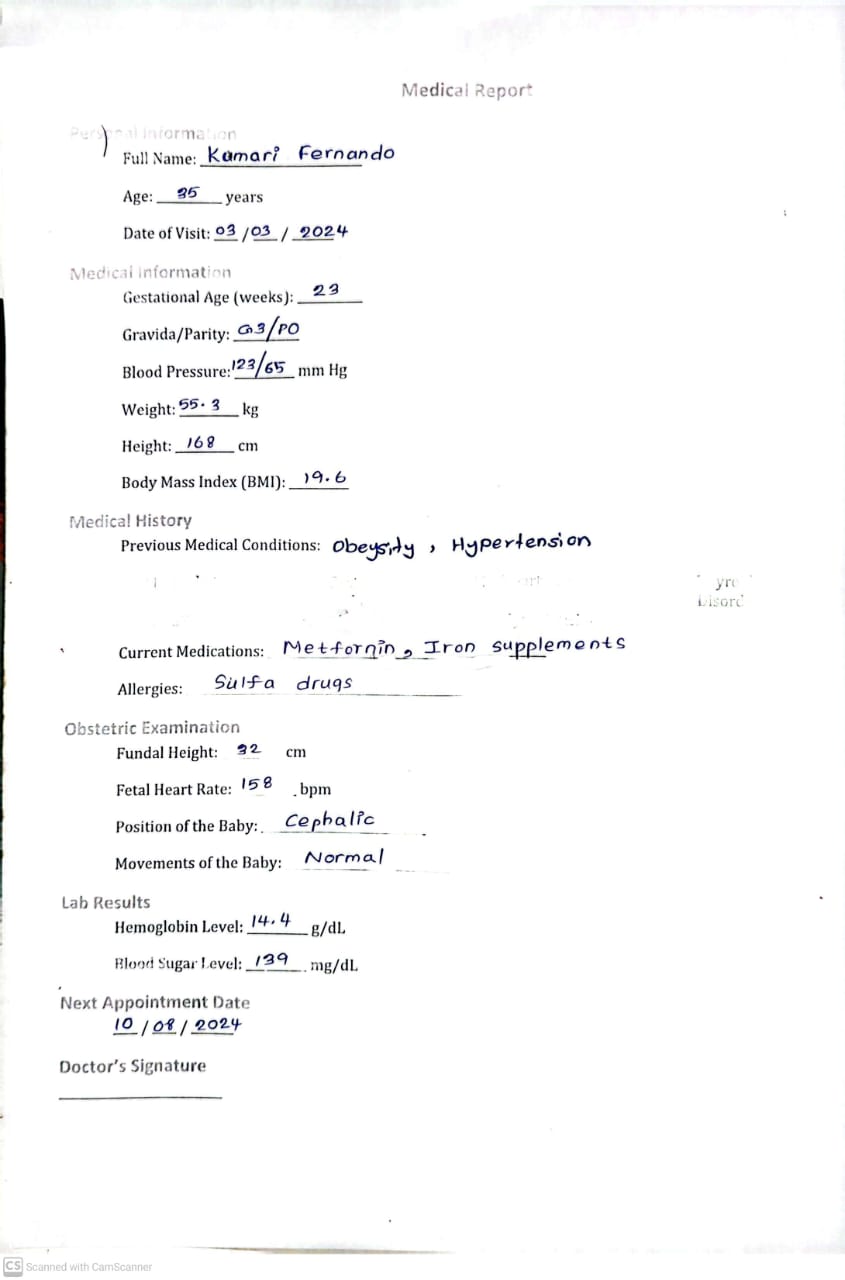 Medical Report
Personal Information
Full Name: Kumari Fernando
Age: 35 years
Date of Visit: 03 / 03 / 2024
Medical information
Gestational Age (weeks): 23
Gravida/Parity: G3/P0
Blood Pressure: 123/65 mm Hg
Weight: 55.3 kg
Height: 168 cm
Body Mass Index (BMI): 19.6
Medical History
Previous Medical Conditions: Obeysity , Hypertension
Current Medications: Metformin , Iron supplements
Allergies: Sulfa drugs
Obstetric Examination
Fundal Height: 32 cm
Fetal Heart Rate: 158 bpm
Position of the Baby: Cephalic
Movements of the Baby: Normal
Lab Results
Hemoglobin Level: 14.4 g/dL
Blood Sugar Level: 139 mg/dL
Next Appointment Date
10 / 08 / 2024
Doctor's Signature
CS Scanned with CamScanner